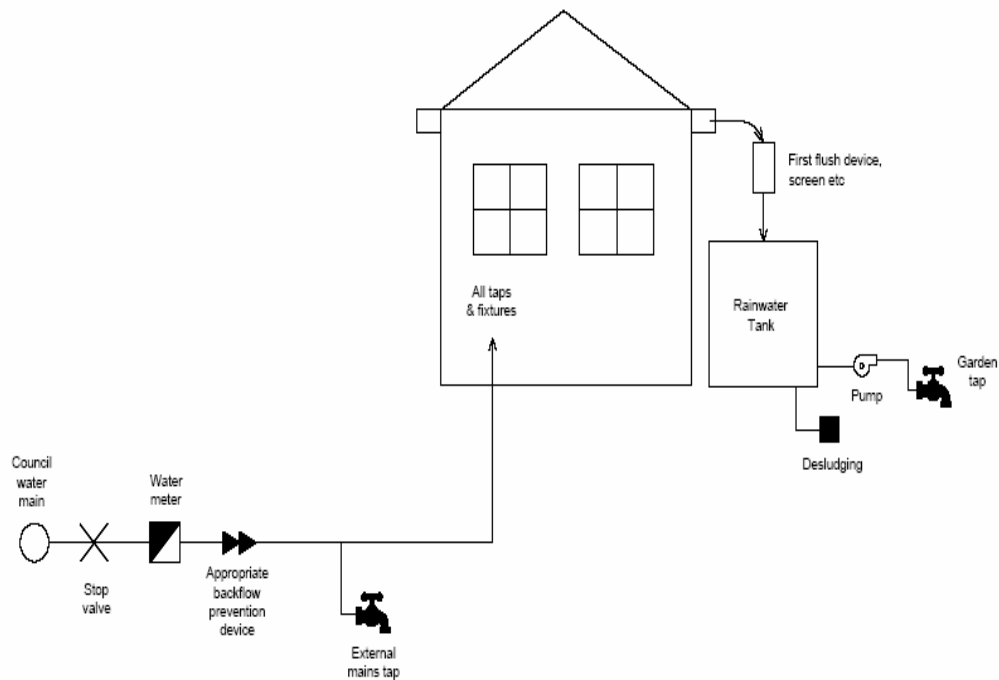 First flush device,
screen etc
All taps
& fixtures
Rainwater
Tank
Garden
tap
Pump
Desludging
Council
water
main
Water
meter
Stop
valve
Appropriate
backflow
prevention
device
External
mains tap